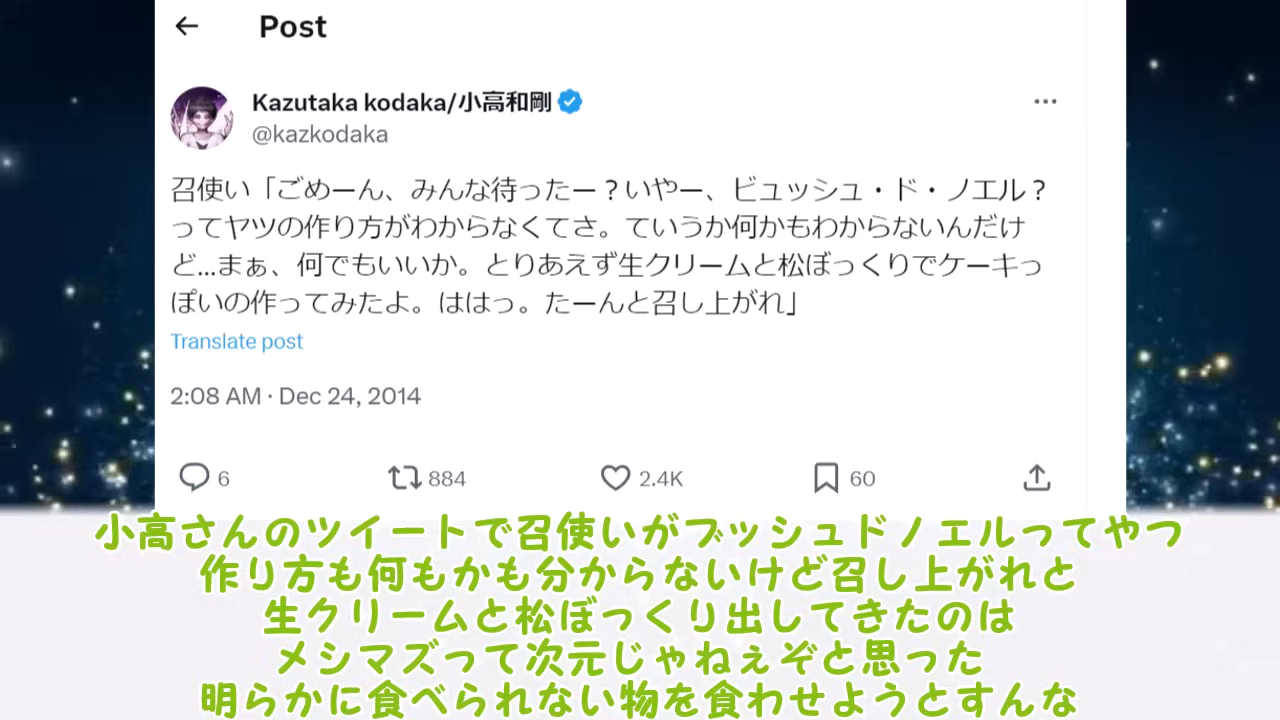 Post
Kazutaka kodaka/小高和剛
@kazkodaka
召使い「ごめーん、みんな待ったー？いやー、ビュッシュ・ド・ノエル？
ってヤツの作り方がわからなくてさ。ていうか何かもわからないんだけ
ど...まぁ、何でもいいか。とりあえず生クリームと松ぼっくりでケーキっ
ぽいの作ってみたよ。ははっ。たーんと召し上がれ」
Translate post
2:08 AM · Dec 24, 2014
6 884 2.4K 60
小高さんのツイートで召使いがブッシュドノエルってやつ
作り方も何もかも分からないけど召し上がれと
生クリームと松ぼっくり出してきたのは
メシマズって次元じゃねぇぞと思った
明らかに食べられない物を食わせようとすんな